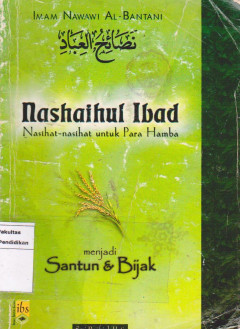 IMAM NAWAWI AL-BANTANI
نصائح العباد
Nashaihul Ibad
Nasihat-nasihat untuk Para Hamba
Fakultas
Pendidikan
menjadi
Santun & Bijak
ibs